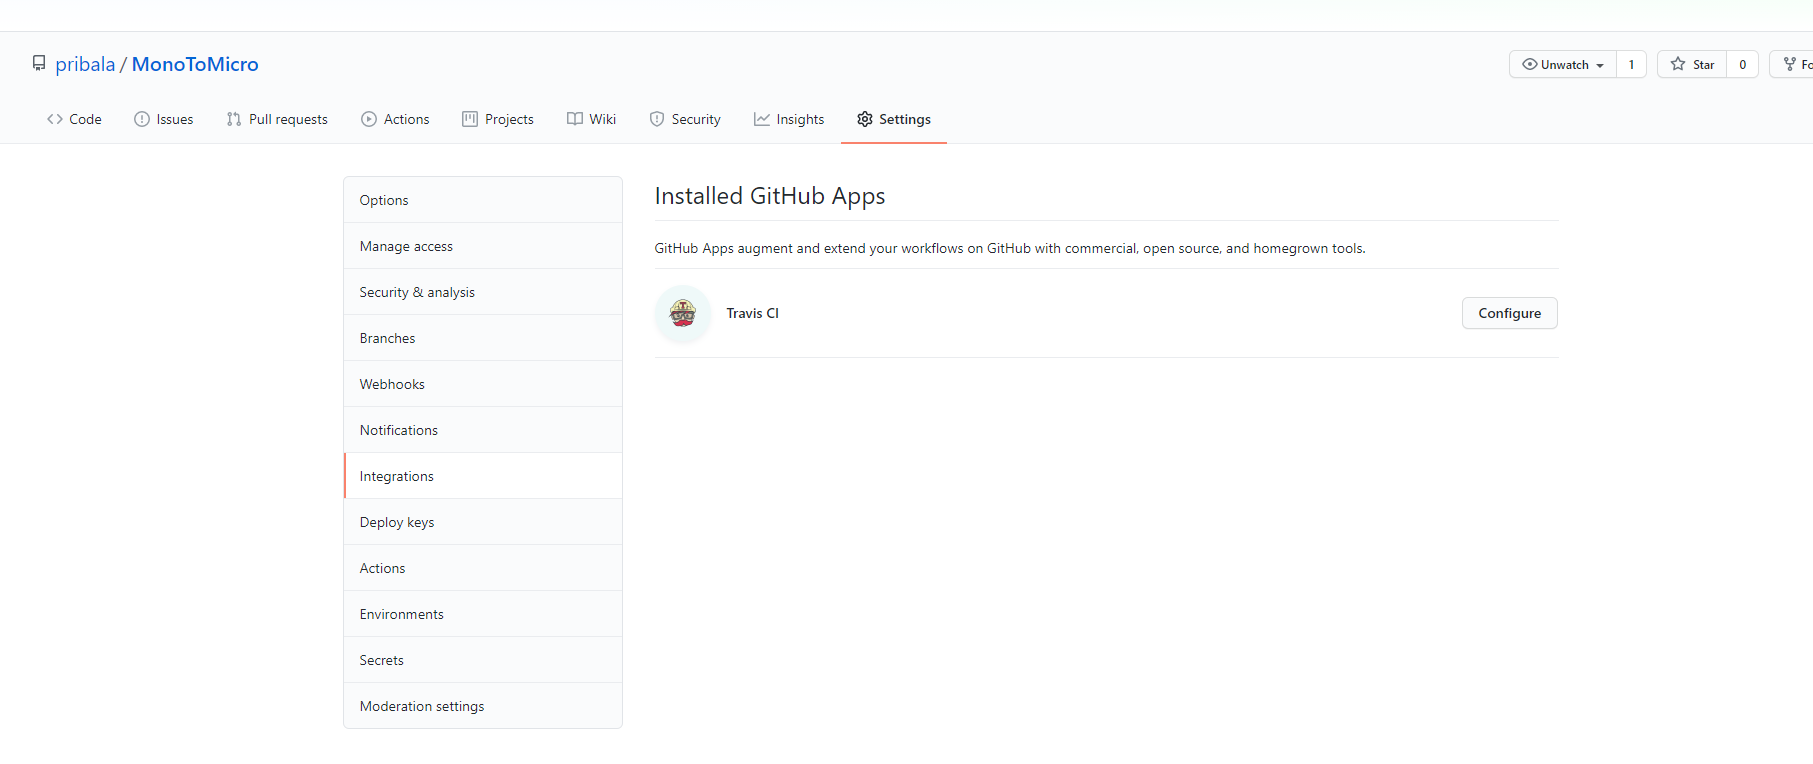 pribala / MonoToMicro
Unwatch 1 Star 0 Fo
Code Issues Pull requests Actions Projects Wiki Security Insights Settings
Options
Manage access
Security & analysis
Branches
Webhooks
Notifications
Integrations
Deploy keys
Actions
Environments
Secrets
Moderation settings
Installed GitHub Apps
GitHub Apps augment and extend your workflows on GitHub with commercial, open source, and homegrown tools.
Travis CI
Configure